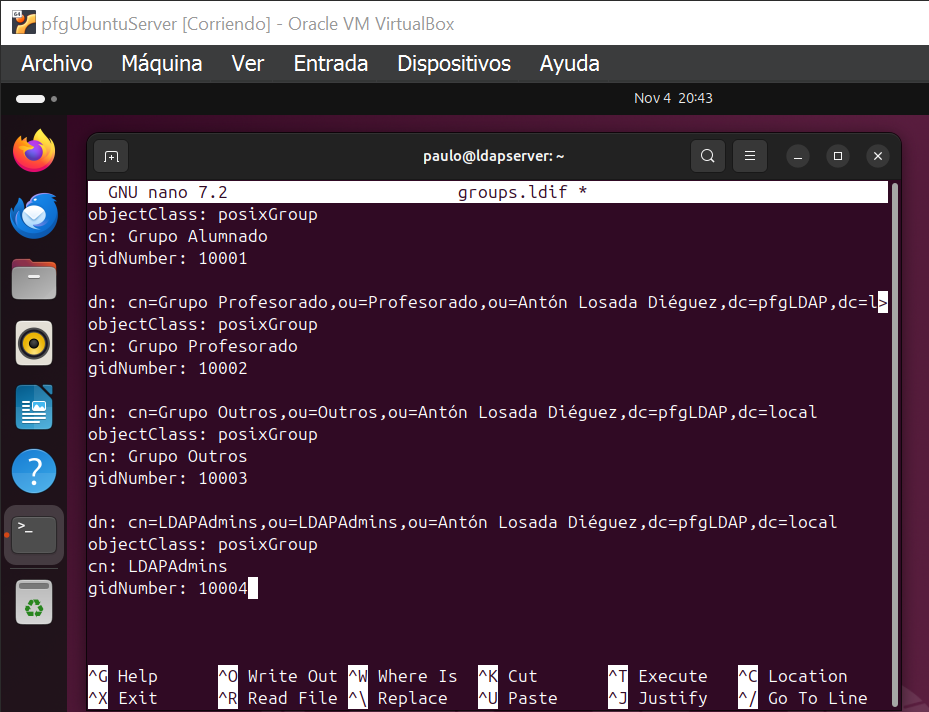 pfgUbuntuServer [Corriendo] - Oracle VM VirtualBox
Archivo Máquina Ver Entrada Dispositivos Ayuda
Nov 4 20:43
paulo@ldapserver: ~
GNU nano 7.2 groups.ldif *
objectClass: posixGroup
cn: Grupo Alumnado
gidNumber: 10001
dn: cn=Grupo Profesorado,ou=Profesorado,ou=Antón Losada Diéguez,dc=pfgLDAP,dc=l>
objectClass: posixGroup
cn: Grupo Profesorado
gidNumber: 10002
dn: cn=Grupo Outros,ou=Outros,ou=Antón Losada Diéguez,dc=pfgLDAP,dc=local
objectClass: posixGroup
cn: Grupo Outros
gidNumber: 10003
dn: cn=LDAPAdmins,ou=LDAPAdmins,ou=Antón Losada Diéguez,dc=pfgLDAP,dc=local
objectClass: posixGroup
cn: LDAPAdmins
gidNumber: 10004
^G Help ^O Write Out ^W Where Is ^K Cut ^T Execute ^C Location
^X Exit ^R Read File ^\ Replace ^U Paste ^J Justify ^/ Go To Line